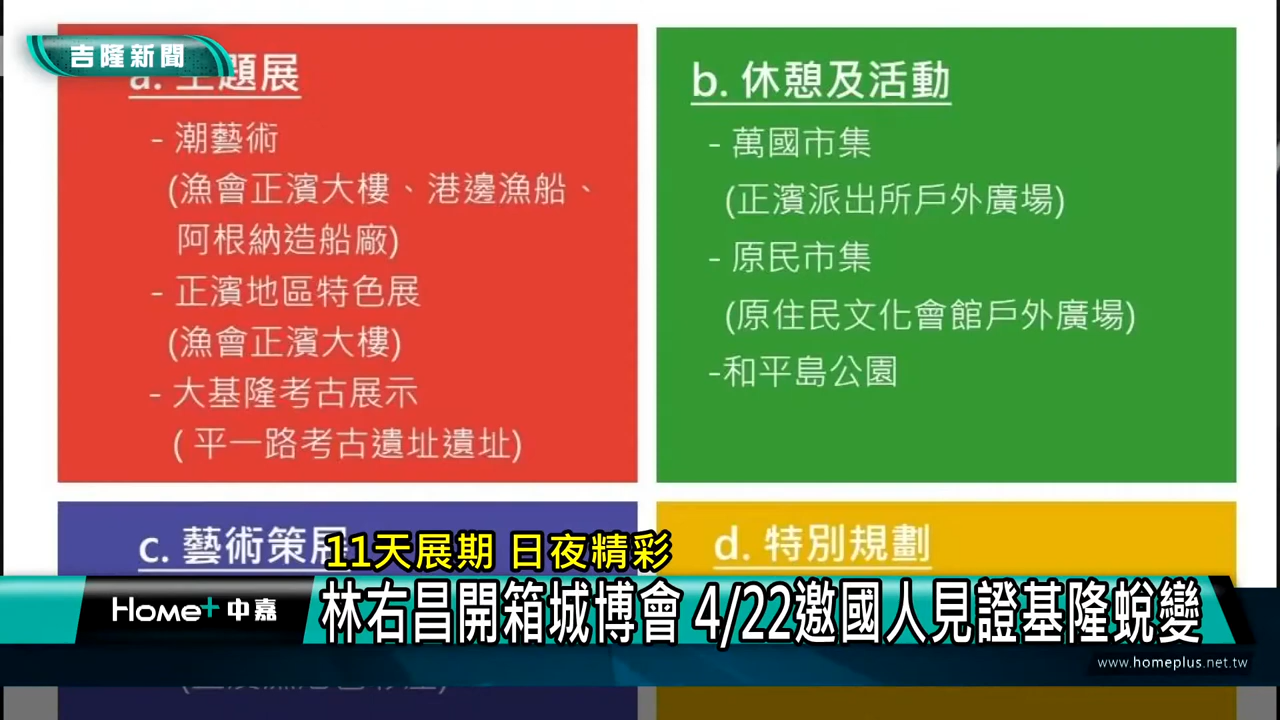 吉隆新聞
a. 主題展
- 潮藝術
(漁會正濱大樓、港邊漁船、
阿根納造船廠)
- 正濱地區特色展
(漁會正濱大樓)
- 大基隆考古展示
( 平一路考古遺址遺址)
b. 休憩及活動
- 萬國市集
(正濱派出所戶外廣場)
- 原民市集
(原住民文化會館戶外廣場)
-和平島公園
c. 藝術策展
d. 特別規劃
11天展期 日夜精彩
Home+中嘉
林右昌開箱城博會 4/22邀國人見證基隆蛻變
www.homeplus.net.tw